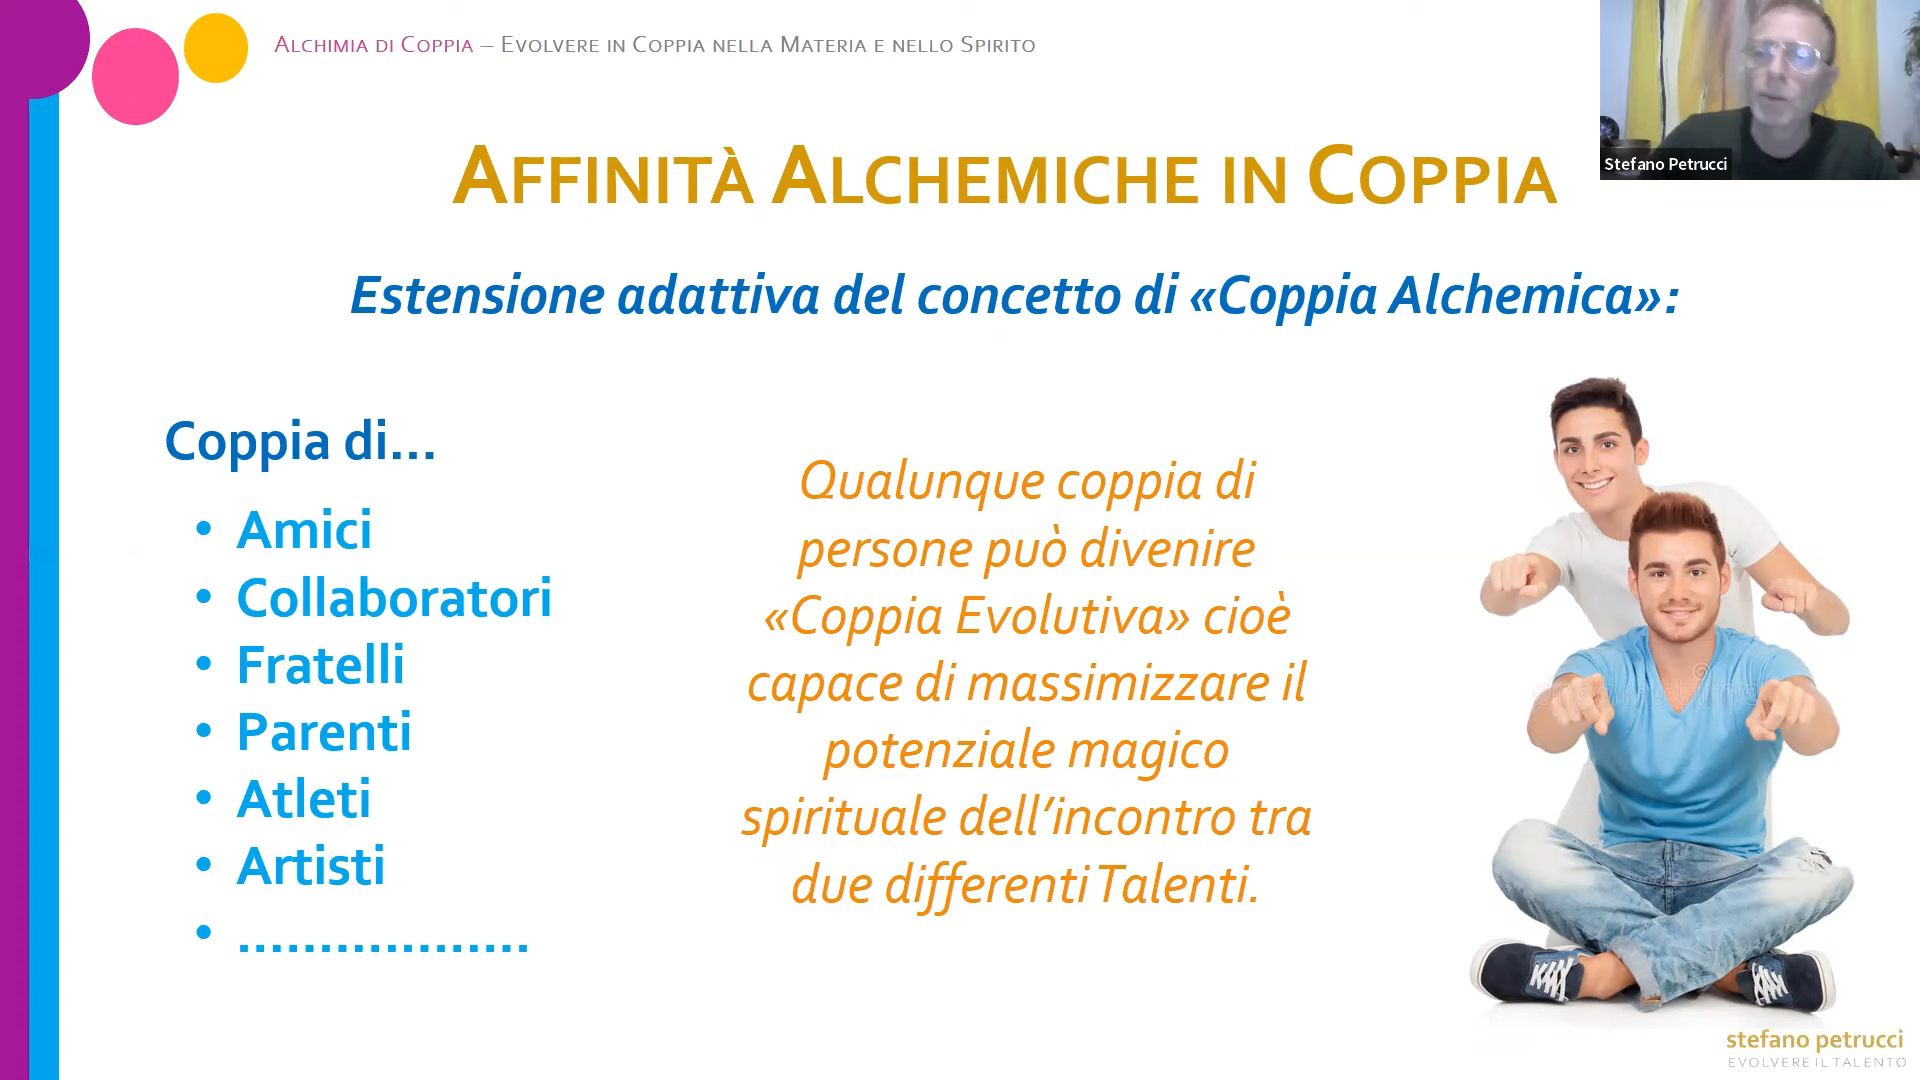 Alchimia di Coppia – Evolvere in Coppia nella Materia e nello Spirito
Stefano Petrucci
Affinità Alchemiche in Coppia
Estensione adattiva del concetto di «Coppia Alchemica»:
Coppia di...
• Amici
• Collaboratori
• Fratelli
• Parenti
• Atleti
• Artisti
• ..................
Qualunque coppia di
persone può divenire
«Coppia Evolutiva» cioè
capace di massimizzare il
potenziale magico
spirituale dell’incontro tra
due differenti Talenti.
stefano petrucci
EVOLVERE IL TALENTO